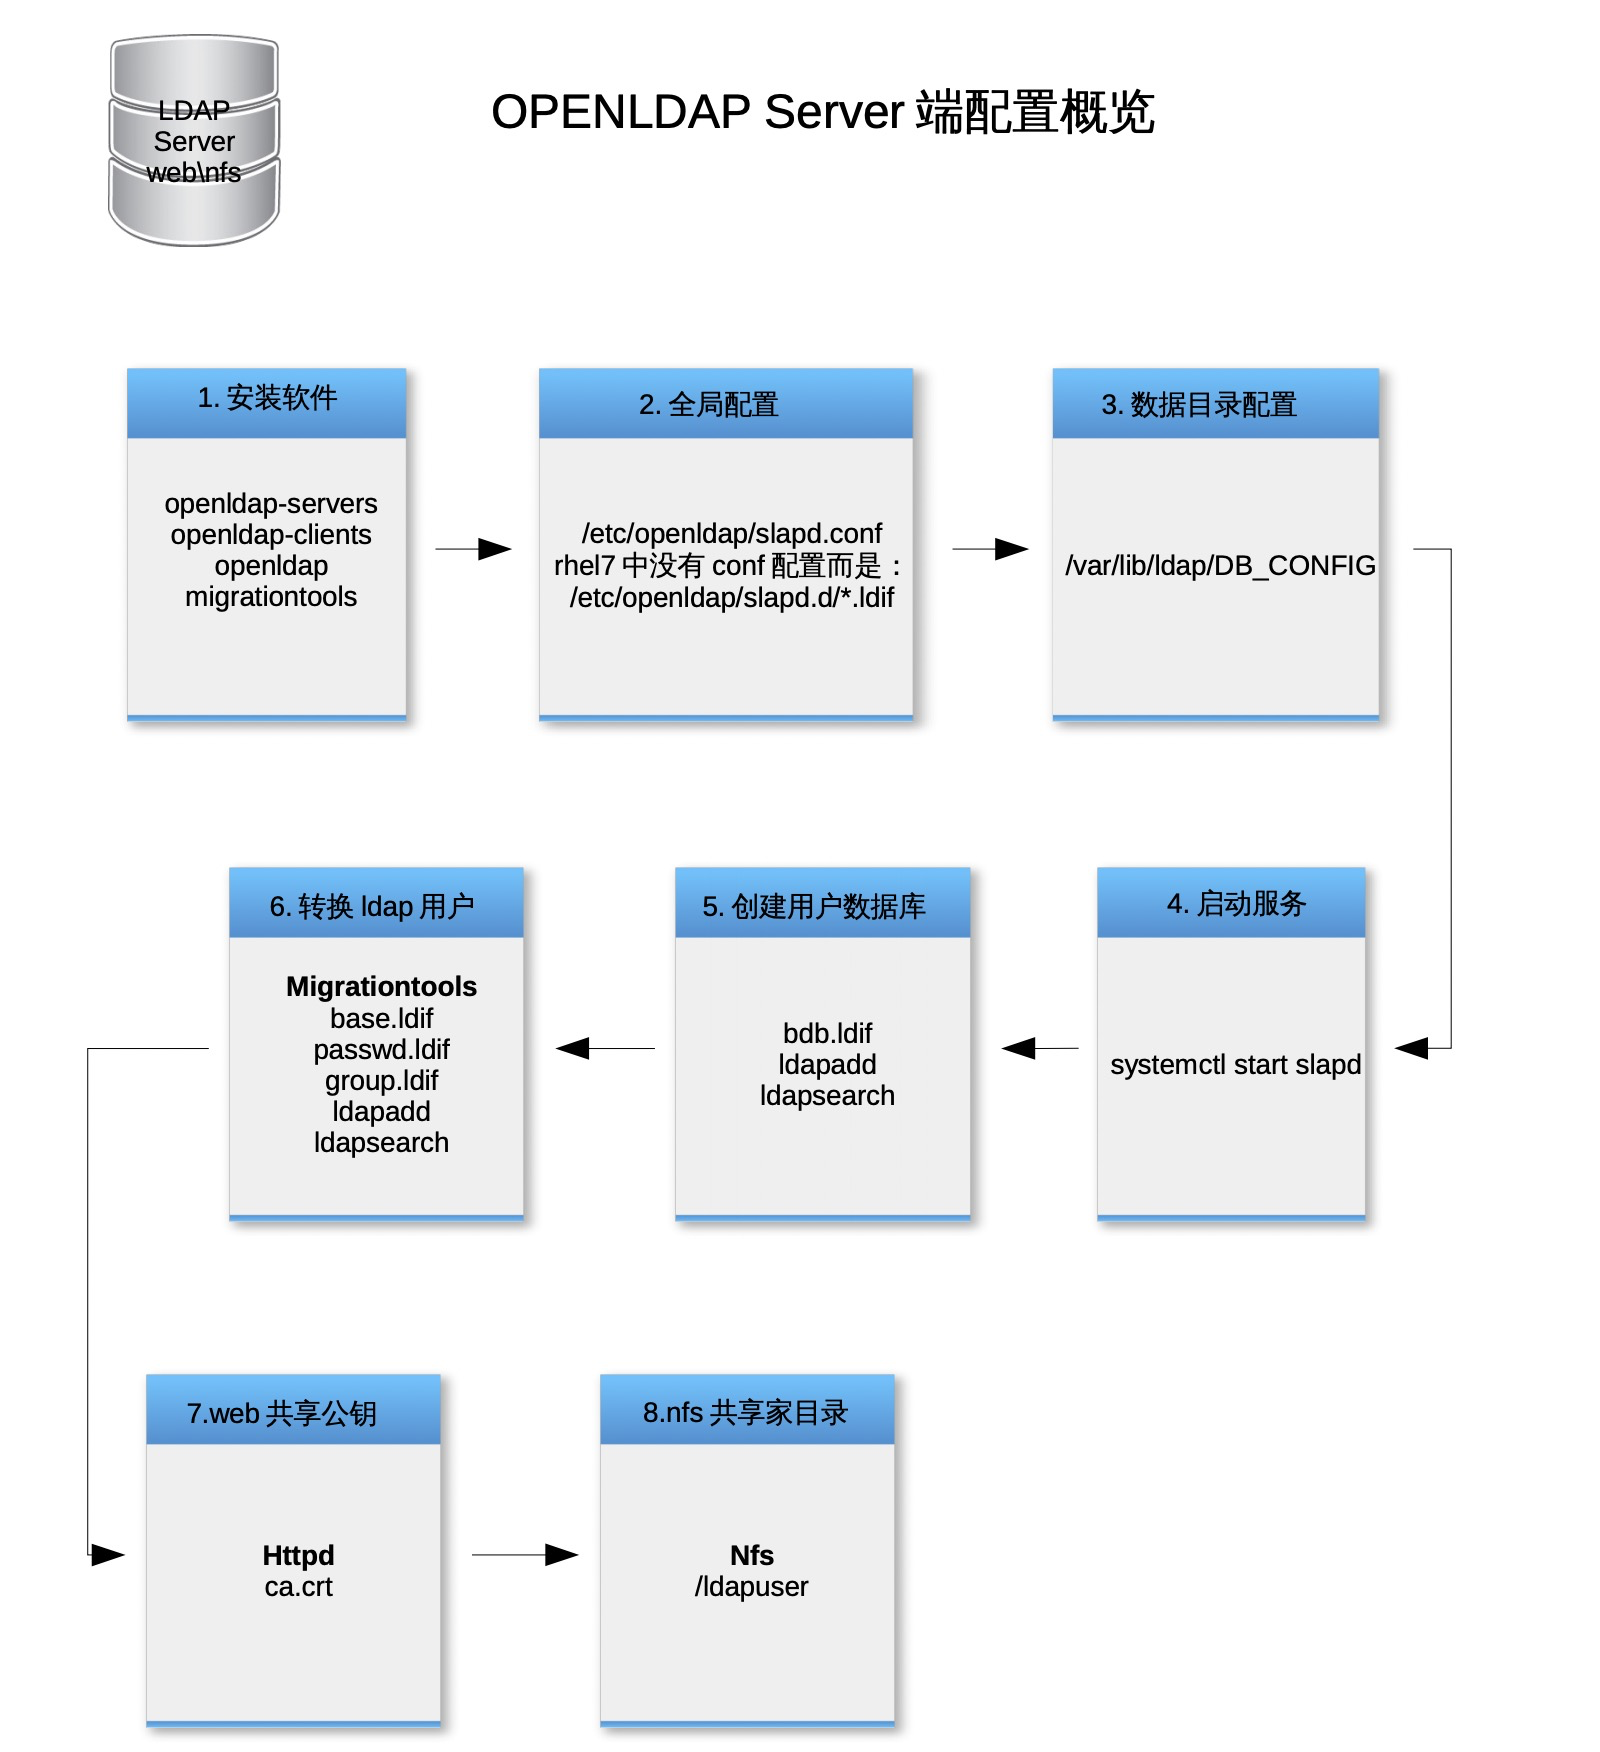 LDAP
Server
web\nfs
OPENLDAP Server 端配置概览
1. 安装软件
openldap-servers
openldap-clients
openldap
migrationtools
2. 全局配置
/etc/openldap/slapd.conf
rhel7 中没有 conf 配置而是：
/etc/openldap/slapd.d/*.ldif
3. 数据目录配置
/var/lib/ldap/DB_CONFIG
4. 启动服务
systemctl start slapd
5. 创建用户数据库
bdb.ldif
ldapadd
ldapsearch
6. 转换 ldap 用户
Migrationtools
base.ldif
passwd.ldif
group.ldif
ldapadd
ldapsearch
7.web 共享公钥
Httpd
ca.crt
8.nfs 共享家目录
Nfs
/ldapuser